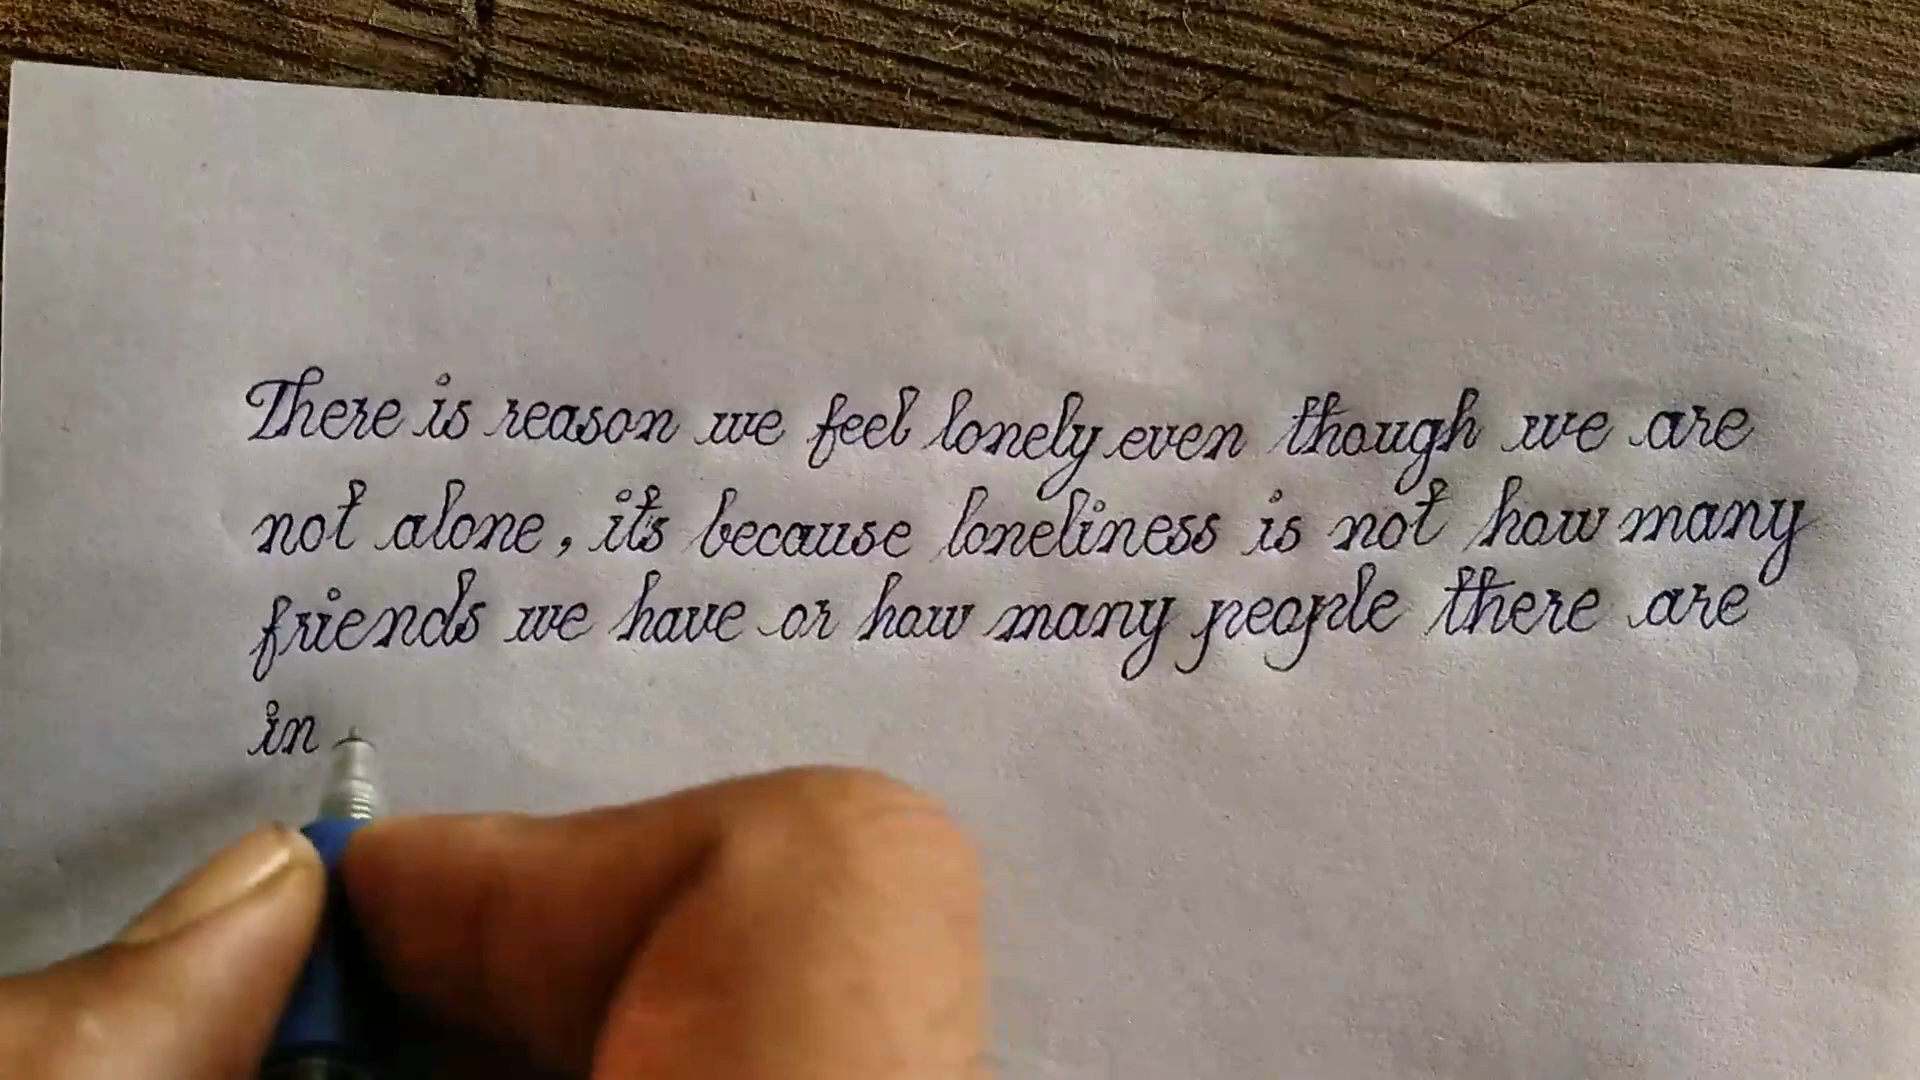 There is reason we feel lonely even though we are
not alone, its because loneliness is not how many
friends we have or how many people there are
in